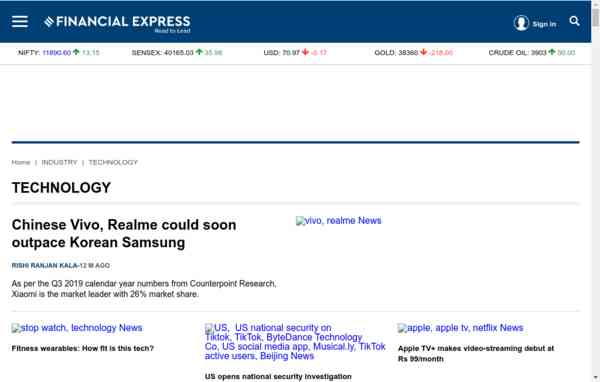 FINANCIAL EXPRESS
Read to Lead
Sign in
NIFTY: 11890.60 13.15 SENSEX: 40165.03 35.98 USD: 70.97 -0.17 GOLD: 38360 -218.00 CRUDE OIL: 3903 50.00
Home | INDUSTRY | TECHNOLOGY
TECHNOLOGY
Chinese Vivo, Realme could soon
outpace Korean Samsung
RISHI RANJAN KALA-12 M AGO
As per the Q3 2019 calendar year numbers from Counterpoint Research,
Xiaomi is the market leader with 26% market share.
vivo, realme News
stop watch, technology News
Fitness wearables: How fit is this tech?
US, US national security on
Tiktok, TikTok, ByteDance Technology
Co, US social media app, Musical.ly, TikTok
active users, Beijing News
US opens national security investigation
apple, apple tv, netflix News
Apple TV+ makes video-streaming debut at
Rs 99/month